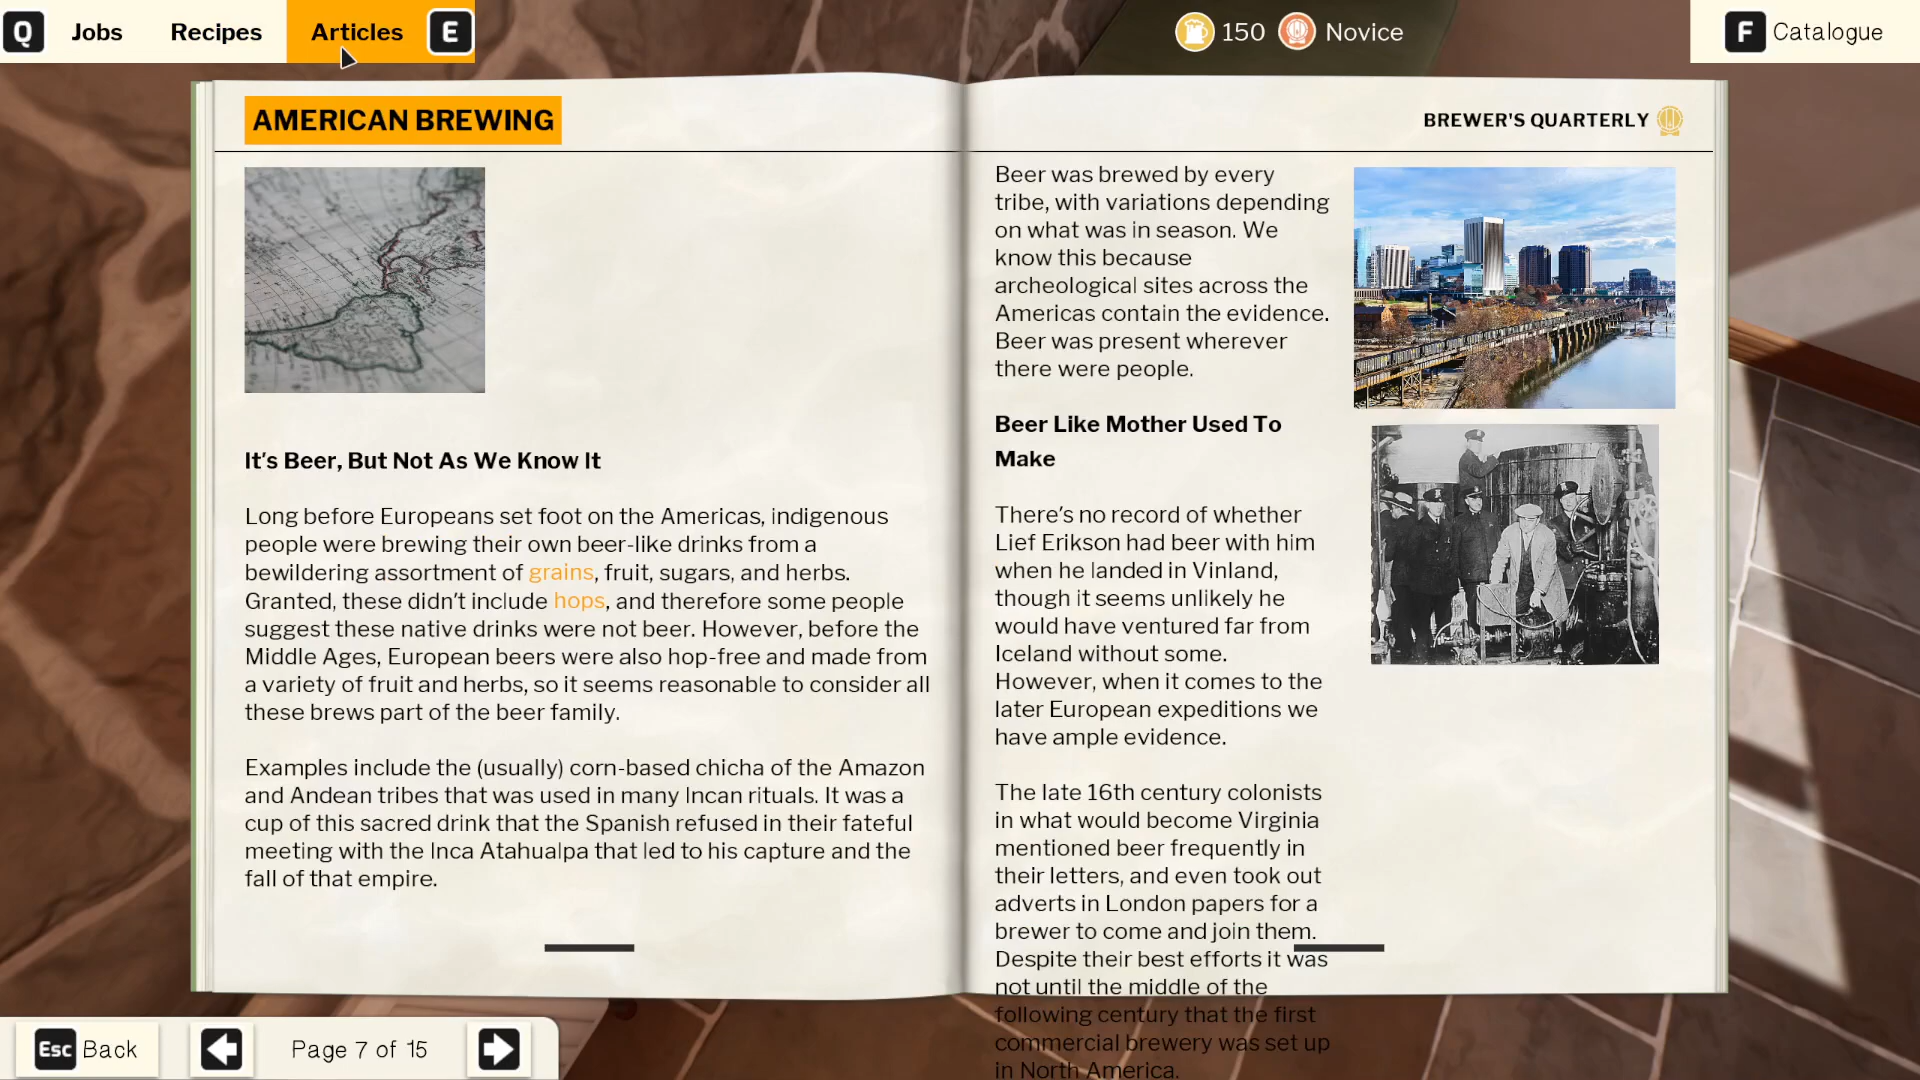 Q Jobs Recipes Articles E
150 Novice
F Catalogue
AMERICAN BREWING
BREWER'S QUARTERLY
It's Beer, But Not As We Know It
Long before Europeans set foot on the Americas, indigenous
people were brewing their own beer-like drinks from a
bewildering assortment of grains, fruit, sugars, and herbs.
Granted, these didn't include hops, and therefore some people
suggest these native drinks were not beer. However, before the
Middle Ages, European beers were also hop-free and made from
a variety of fruit and herbs, so it seems reasonable to consider all
these brews part of the beer family.
Examples include the (usually) corn-based chicha of the Amazon
and Andean tribes that was used in many Incan rituals. It was a
cup of this sacred drink that the Spanish refused in their fateful
meeting with the Inca Atahualpa that led to his capture and the
fall of that empire.
Beer was brewed by every
tribe, with variations depending
on what was in season. We
know this because
archeological sites across the
Americas contain the evidence.
Beer was present wherever
there were people.
Beer Like Mother Used To
Make
There's no record of whether
Lief Erikson had beer with him
when he landed in Vinland,
though it seems unlikely he
would have ventured far from
Iceland without some.
However, when it comes to the
later European expeditions we
have ample evidence.
The late 16th century colonists
in what would become Virginia
mentioned beer frequently in
their letters, and even took out
adverts in London papers for a
brewer to come and join them.
Despite their best efforts it was
not until the middle of the
following century that the first
commercial brewery was set up
in North America.
Esc Back
Page 7 of 15